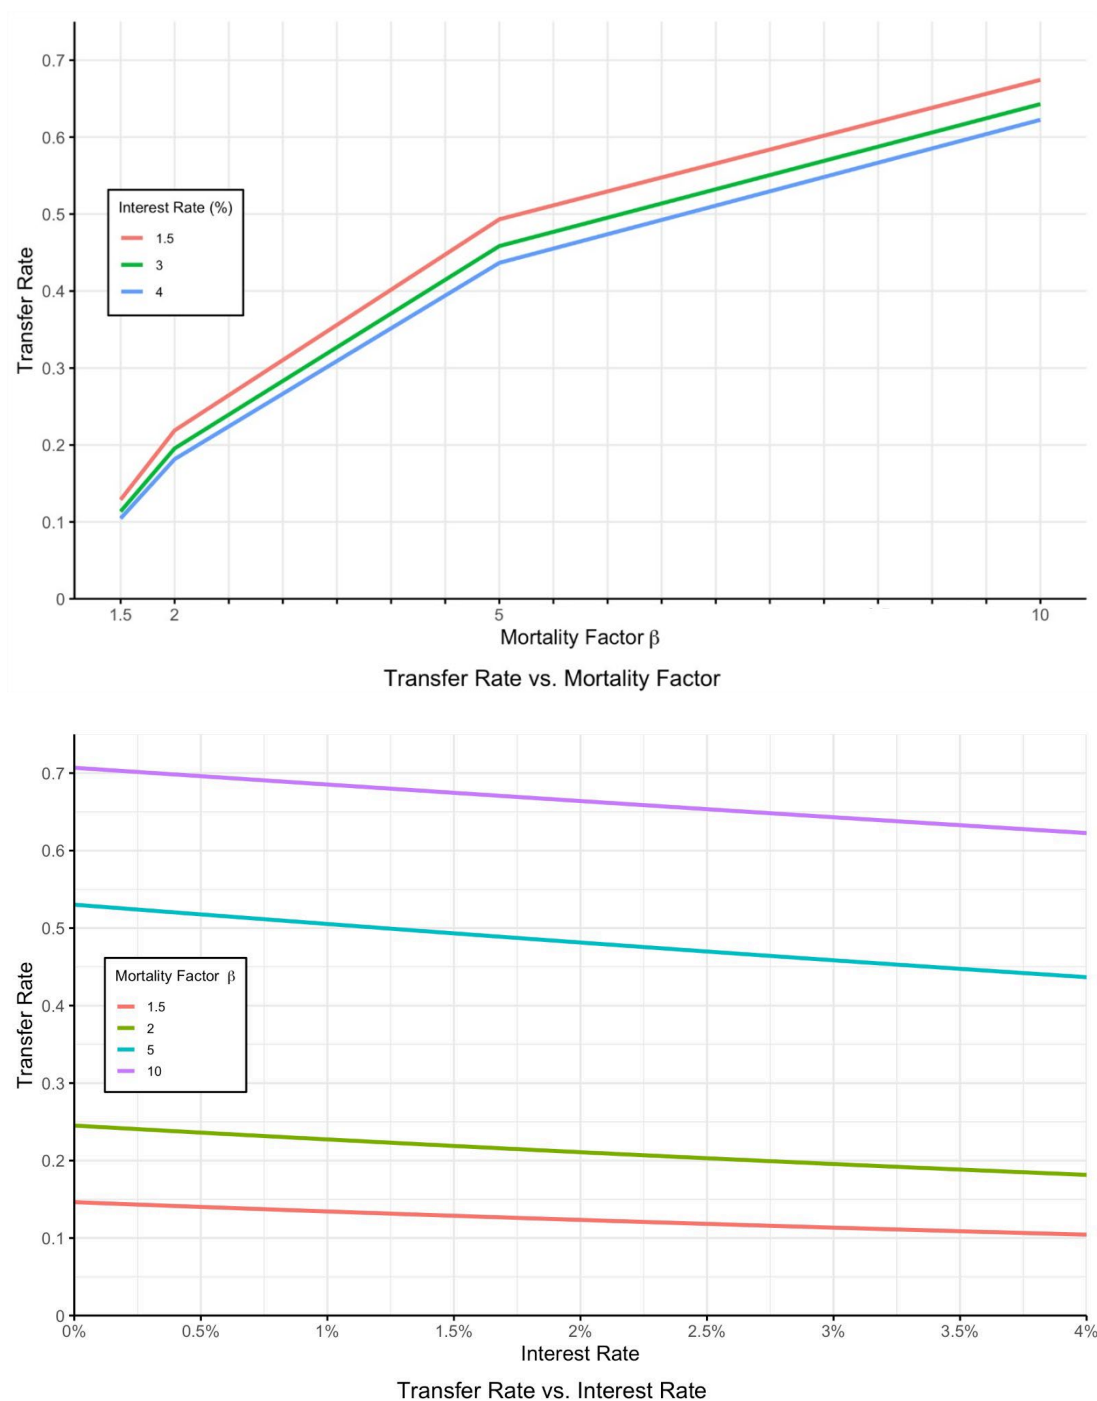 0.7
0.6
0.5
0.4
0.3
0.2
0.1
0
Transfer Rate
Interest Rate (%)
1.5
3
4
1.5 2 5 10
Mortality Factor β
Transfer Rate vs. Mortality Factor
0.7
0.6
0.5
0.4
0.3
0.2
0.1
0
Transfer Rate
Mortality Factor β
1.5
2
5
10
0% 0.5% 1% 1.5% 2% 2.5% 3% 3.5% 4%
Interest Rate
Transfer Rate vs. Interest Rate